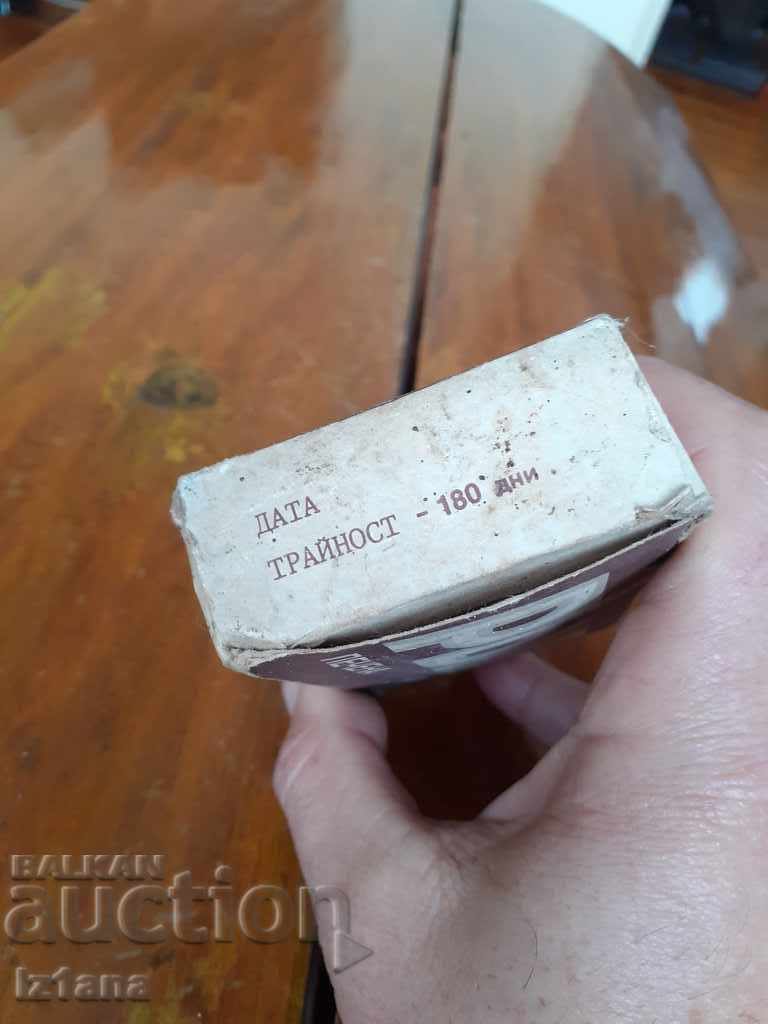 ДАТА
ТРАЙНОСТ - 180 дни
BALKAN
auction
Iz1ana